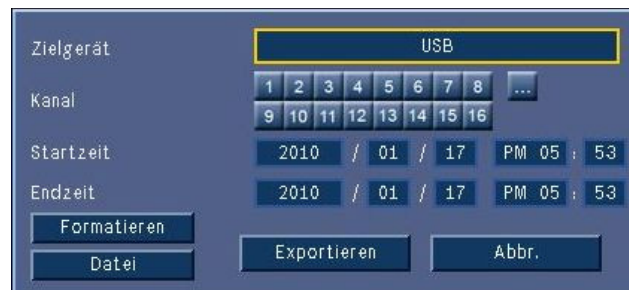 Zielgerät USB
Kanal 1 2 3 4 5 6 7 8 ...
9 10 11 12 13 14 15 16
Startzeit 2010 / 01 / 17 PM 05 : 53
Endzeit 2010 / 01 / 17 PM 05 : 53
Formatieren
Datei Exportieren Abbr.